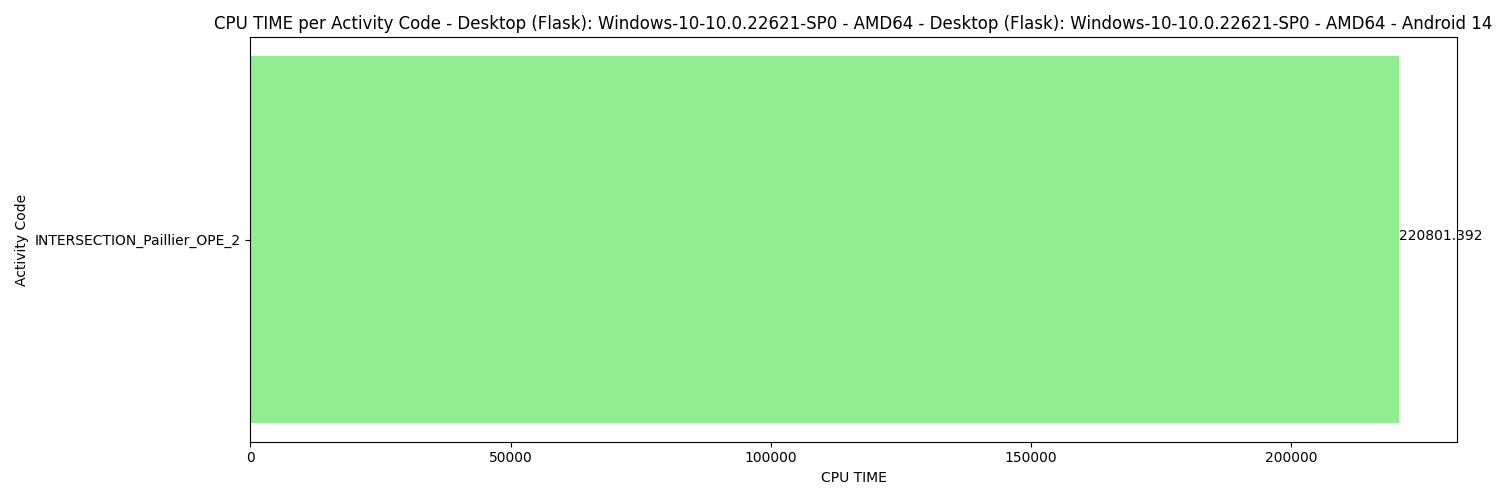 CPU TIME per Activity Code - Desktop (Flask): Windows-10-10.0.22621-SP0 - AMD64 - Desktop (Flask): Windows-10-10.0.22621-SP0 - AMD64 - Android 14
Activity Code
INTERSECTION_Paillier_OPE_2
220801.392
0 50000 100000 150000 200000
CPU TIME